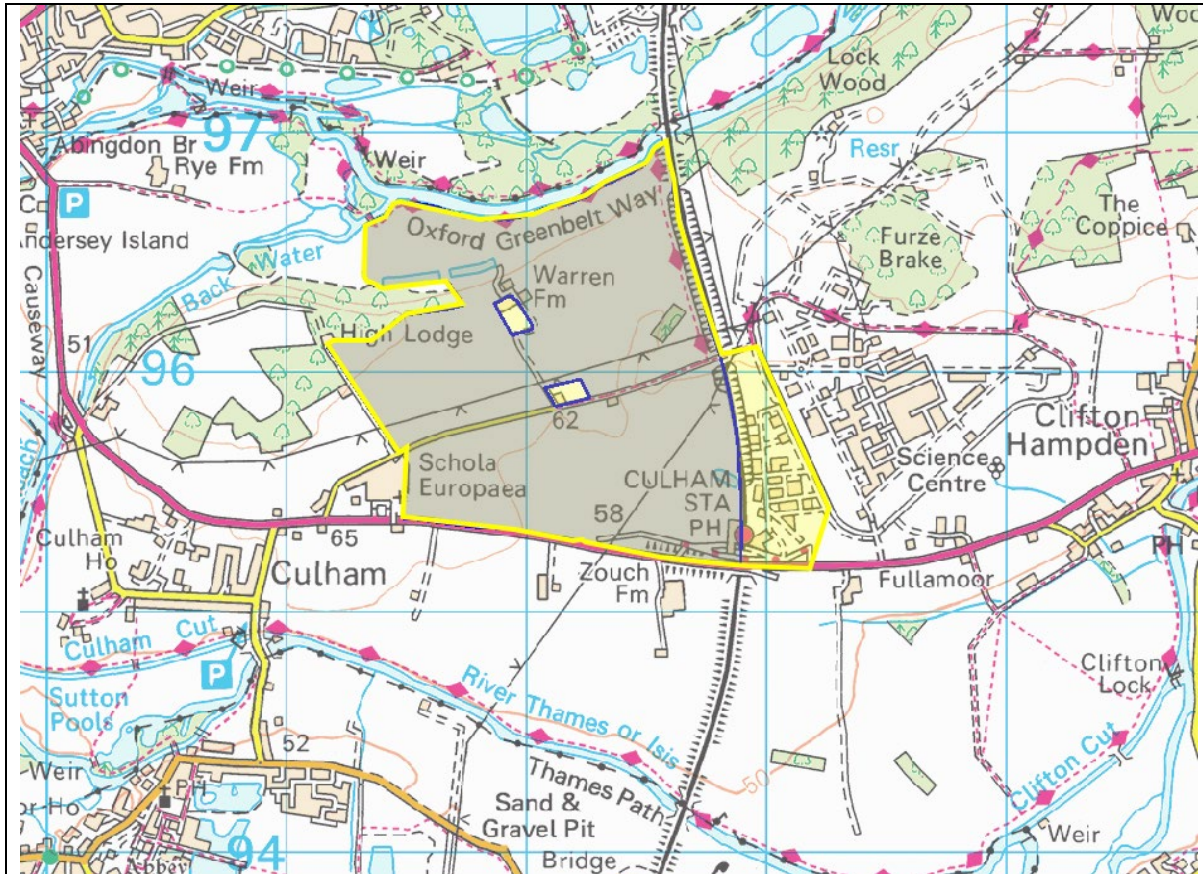 Weir
Lock
Wood
97
Abingdon Br
Rye Fm
Weir
Resr
P
The
Coppice
Oxford Greenbelt Way
Andersey Island
Furze
Brake
Causeway
Back Water
Warren
Fm
High Lodge
51
96
62
Clifton
Hampden
Schola
Europaea
CULHAM
STA
PH
Science
Centre
58
65
Culham
Ho
Culham
Zouch
Fm
Fullamoor
PH
Culham Cut
P
Clifton
Lock
Sutton
Pools
River Thames or Isis
52
50
Weir
PH
Thames Path
Clifton Cut
Sand &
Gravel Pit
Weir
94
Bridge
Abbey